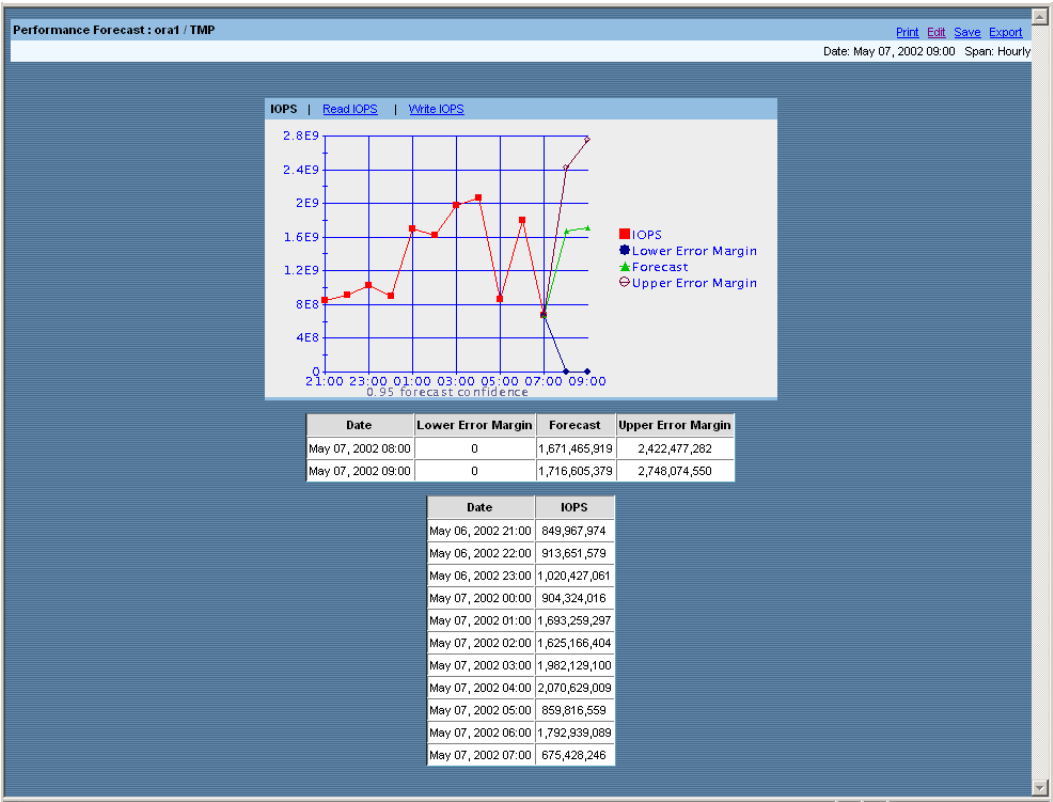 Performance Forecast : ora1 / TMP
Print Edit Save Export
Date: May 07, 2002 09:00 Span: Hourly
IOPS | Read IOPS | Write IOPS
2.8E9
2.4E9
2E9
1.6E9
1.2E9
8E8
4E8
0
21:00 23:00 01:00 03:00 05:00 07:00 09:00
0.95 forecast confidence
IOPS
Lower Error Margin
Forecast
Upper Error Margin
Date Lower Error Margin Forecast Upper Error Margin
May 07, 2002 08:00 0 1,671,465,919 2,422,477,282
May 07, 2002 09:00 0 1,716,605,379 2,748,074,550
Date IOPS
May 06, 2002 21:00 849,967,974
May 06, 2002 22:00 913,651,579
May 06, 2002 23:00 1,020,427,061
May 07, 2002 00:00 904,324,016
May 07, 2002 01:00 1,693,259,297
May 07, 2002 02:00 1,625,166,404
May 07, 2002 03:00 1,982,129,100
May 07, 2002 04:00 2,070,629,009
May 07, 2002 05:00 859,816,559
May 07, 2002 06:00 1,792,939,089
May 07, 2002 07:00 675,428,246